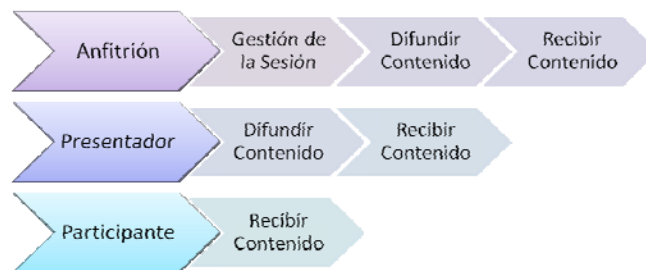 Anfitrión
Gestión de
la Sesión
Difundir
Contenido
Recibir
Contenido
Presentador
Difundir
Contenido
Recibir
Contenido
Participante
Recibir
Contenido